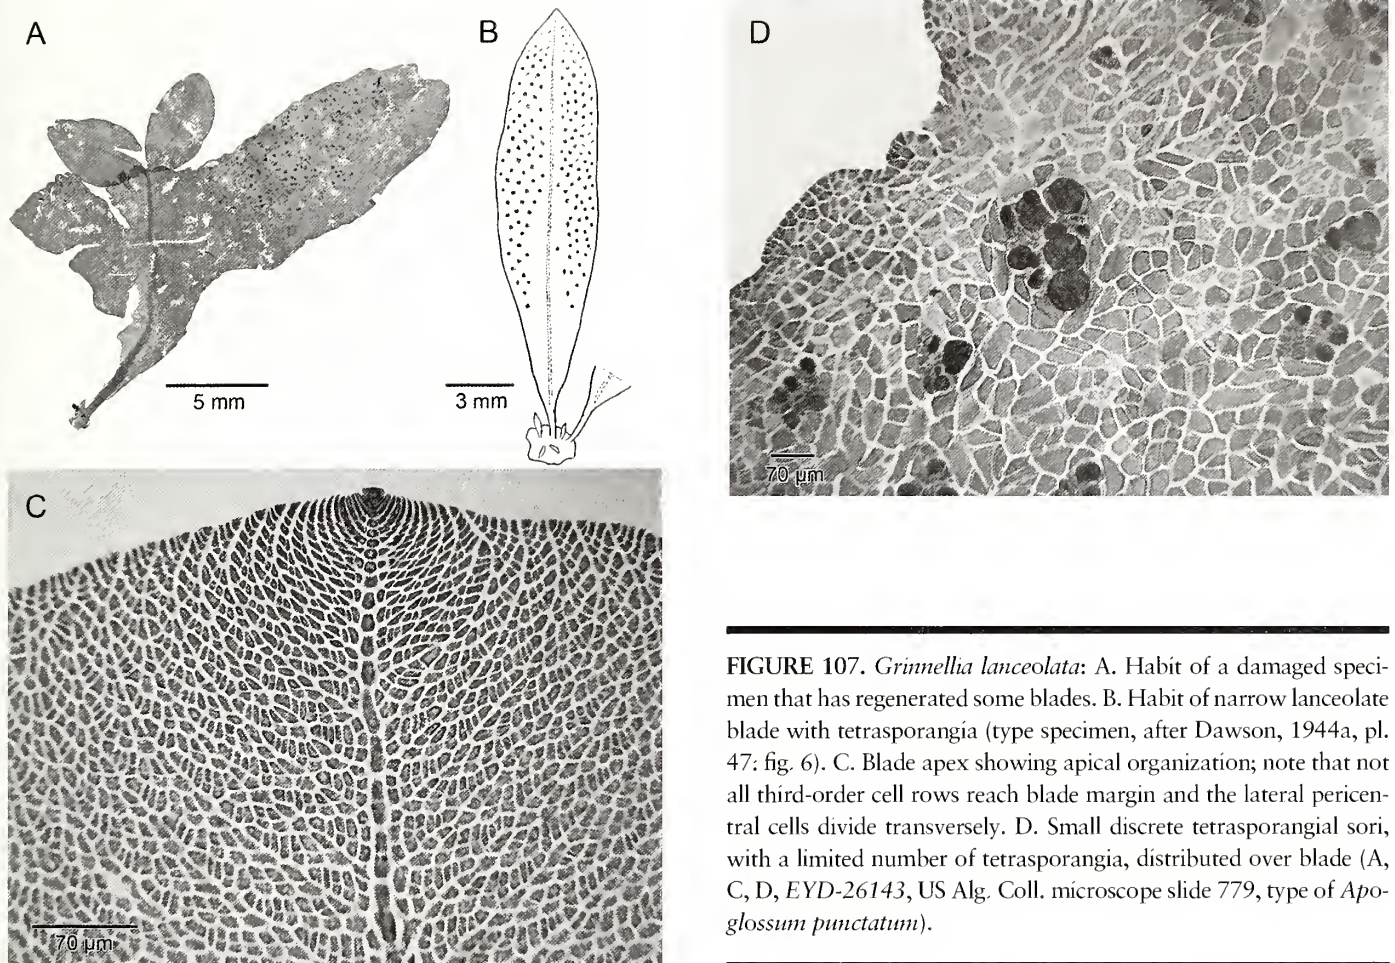 A
B
D
5 mm
3 mm
70 µm
C
70 µm
FIGURE 107. Grinnellia lanceolata: A. Habit of a damaged speci-
men that has regenerated some blades. B. Habit of narrow lanceolate
blade with tetrasporangia (type specimen, after Dawson, 1944a, pl.
47: fig. 6). C. Blade apex showing apical organization; note that not
all third-order cell rows reach blade margin and the lateral pericen-
tral cells divide transversely. D. Small discrete tetrasporangial sori,
with a limited number of tetrasporangia, distributed over blade (A,
C, D, EYD-26143, US Alg. Coll. microscope slide 779, type of Apo-
glossum punctatum).